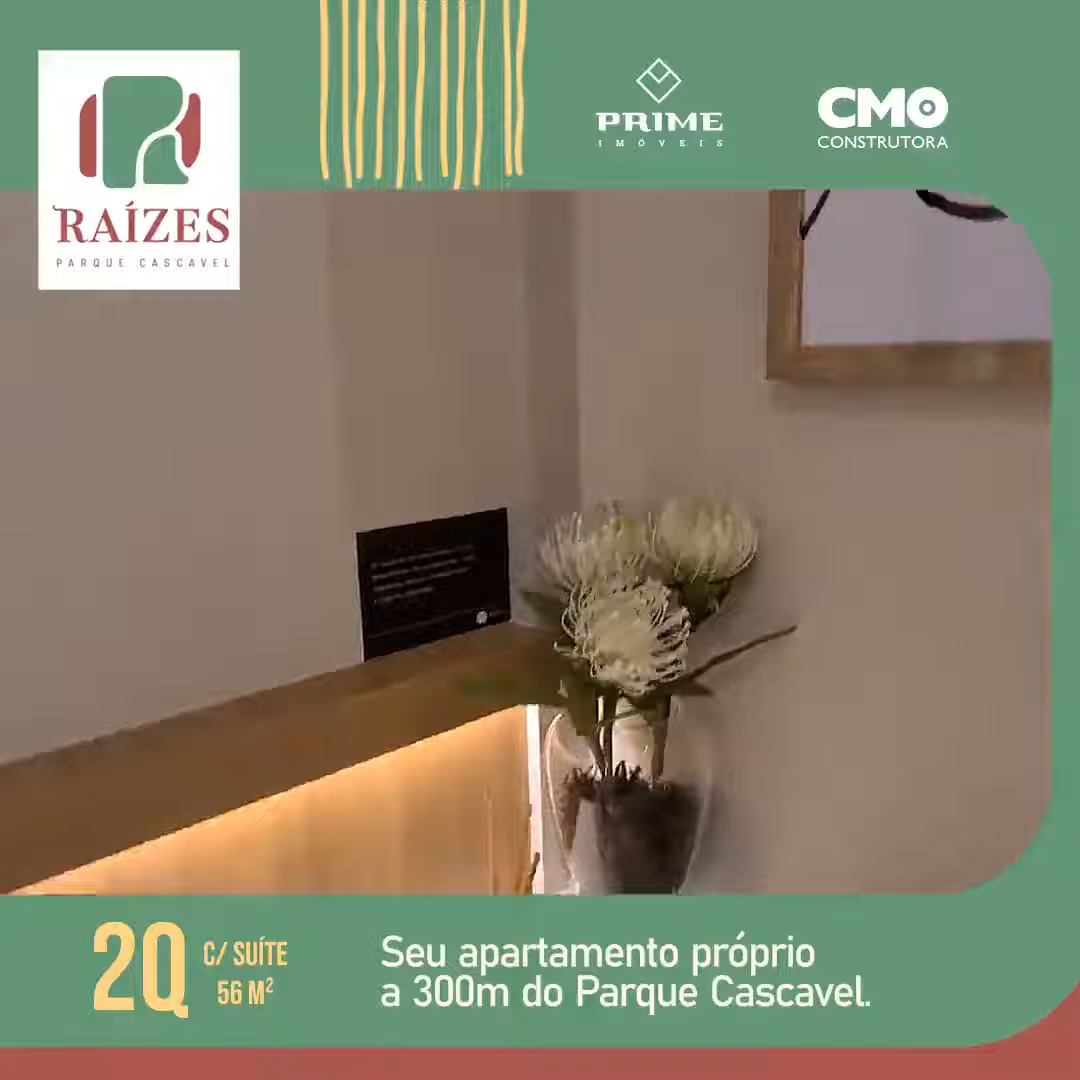 RAÍZES
PARQUE CASCAVEL
PRIME
IMÓVEIS
CMO
CONSTRUTORA
2Q
C/ SUÍTE
56 M²
Seu apartamento próprio
a 300m do Parque Cascavel.